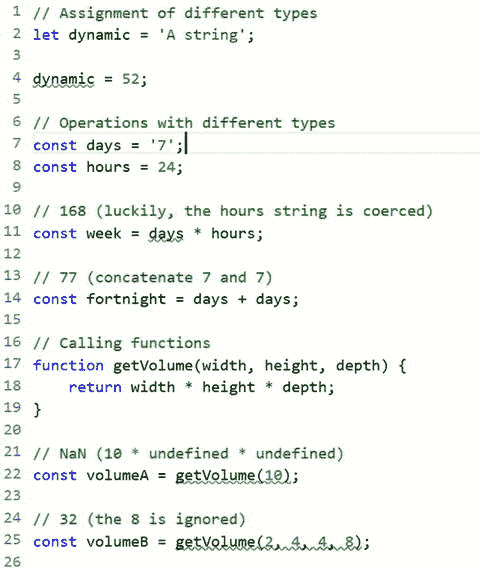 1 // Assignment of different types
2 let dynamic = 'A string';
3
4 dynamic = 52;
5
6 // Operations with different types
7 const days = '7';
8 const hours = 24;
9
10 // 168 (luckily, the hours string is coerced)
11 const week = days * hours;
12
13 // 77 (concatenate 7 and 7)
14 const fortnight = days + days;
15
16 // Calling functions
17 function getVolume(width, height, depth) {
18     return width * height * depth;
19 }
20
21 // NaN (10 * undefined * undefined)
22 const volumeA = getVolume(10);
23
24 // 32 (the 8 is ignored)
25 const volumeB = getVolume(2, 4, 4, 8);
26